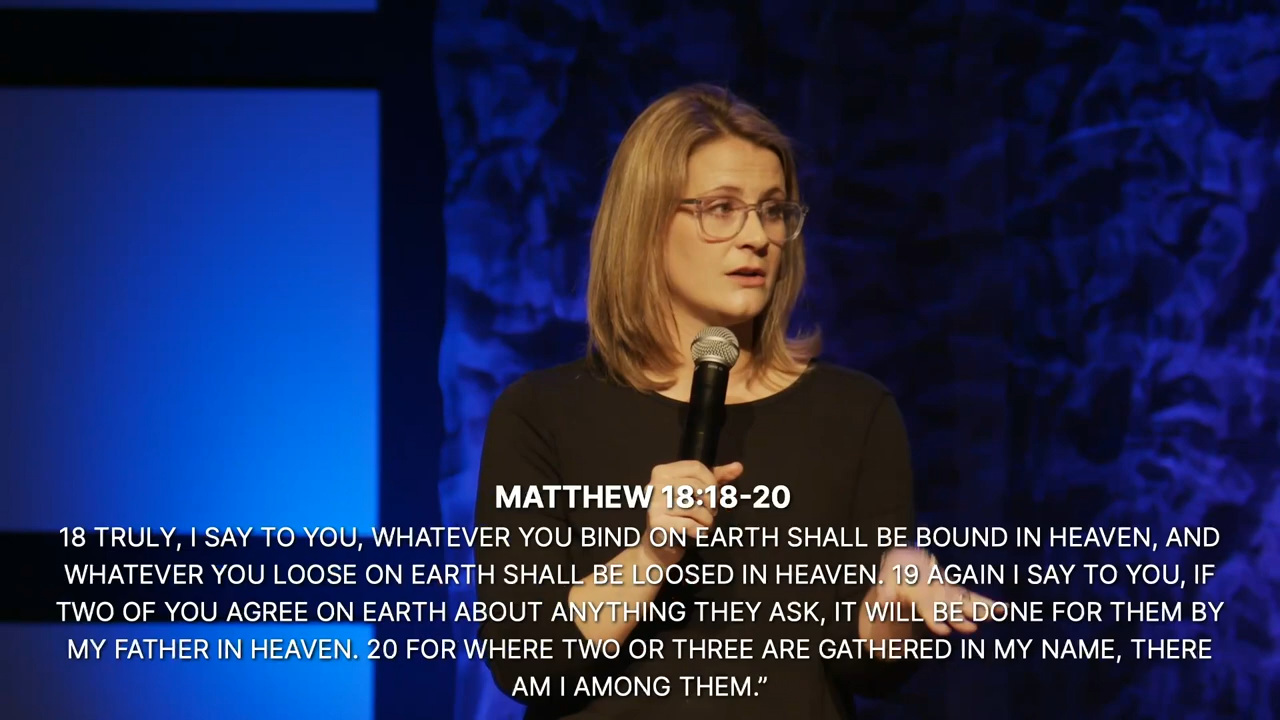 MATTHEW 18:18-20
18 TRULY, I SAY TO YOU, WHATEVER YOU BIND ON EARTH SHALL BE BOUND IN HEAVEN, AND
WHATEVER YOU LOOSE ON EARTH SHALL BE LOOSED IN HEAVEN. 19 AGAIN I SAY TO YOU, IF
TWO OF YOU AGREE ON EARTH ABOUT ANYTHING THEY ASK, IT WILL BE DONE FOR THEM BY
MY FATHER IN HEAVEN. 20 FOR WHERE TWO OR THREE ARE GATHERED IN MY NAME, THERE
AM I AMONG THEM.”